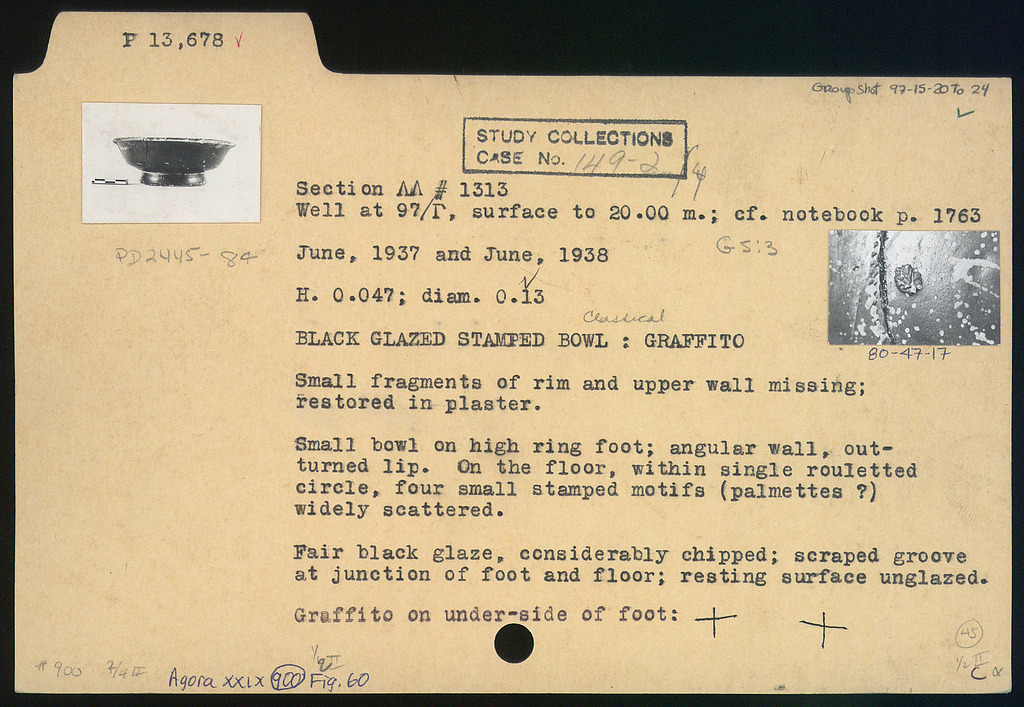 P 13,678 ✓
Group Shot 97-15-20 To 24
STUDY COLLECTIONS
CASE No. 149-2
Section ΛΛ # 1313
Well at 97/Γ, surface to 20.00 m.; cf. notebook p. 1763
PD2445-84
June, 1937 and June, 1938
G 5:3
H. 0.047; diam. 0.13
80-47-17
Classical
BLACK GLAZED STAMPED BOWL : GRAFFITO
Small fragments of rim and upper wall missing;
restored in plaster.
Small bowl on high ring foot; angular wall, out-
turned lip. On the floor, within single rouletted
circle, four small stamped motifs (palmettes ?)
widely scattered.
Fair black glaze, considerably chipped; scraped groove
at junction of foot and floor; resting surface unglazed.
Graffito on under-side of foot: + +
45
# 900
Agora XXIX 900 Fig. 60
1/2 II
C α